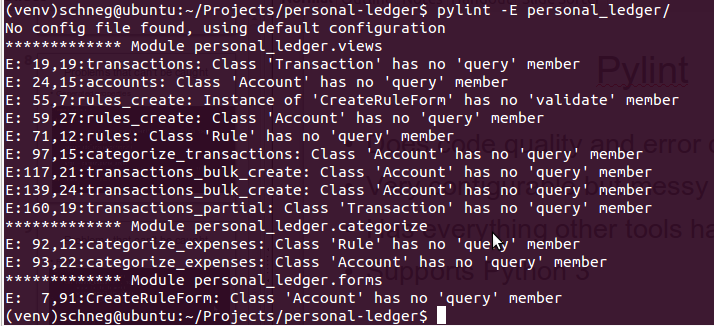 (venv)schneg@ubuntu:~/Projects/personal-ledger$ pylint -E personal_ledger/
No config file found, using default configuration
************* Module personal_ledger.views
E: 19,19:transactions: Class 'Transaction' has no 'query' member
E: 24,15:accounts: Class 'Account' has no 'query' member
E: 55,7:rules_create: Instance of 'CreateRuleForm' has no 'validate' member
E: 59,27:rules_create: Class 'Account' has no 'query' member
E: 71,12:rules: Class 'Rule' has no 'query' member
E: 97,15:categorize_transactions: Class 'Account' has no 'query' member
E:117,21:transactions_bulk_create: Class 'Account' has no 'query' member
E:139,24:transactions_bulk_create: Class 'Account' has no 'query' member
E:160,19:transactions_partial: Class 'Transaction' has no 'query' member
************* Module personal_ledger.categorize
E: 92,12:categorize_expenses: Class 'Rule' has no 'query' member
E: 93,22:categorize_expenses: Class 'Account' has no 'query' member
************* Module personal_ledger.forms
E:  7,91:CreateRuleForm: Class 'Account' has no 'query' member
(venv)schneg@ubuntu:~/Projects/personal-ledger$
Pylint
code quality and error
essy
everything other tools ha
Supports Python 3